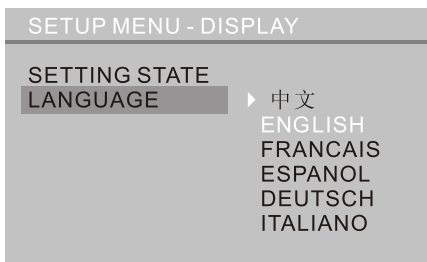 SETUP MENU - DISPLAY
SETTING STATE
LANGUAGE
中文
ENGLISH
FRANCAIS
ESPANOL
DEUTSCH
ITALIANO